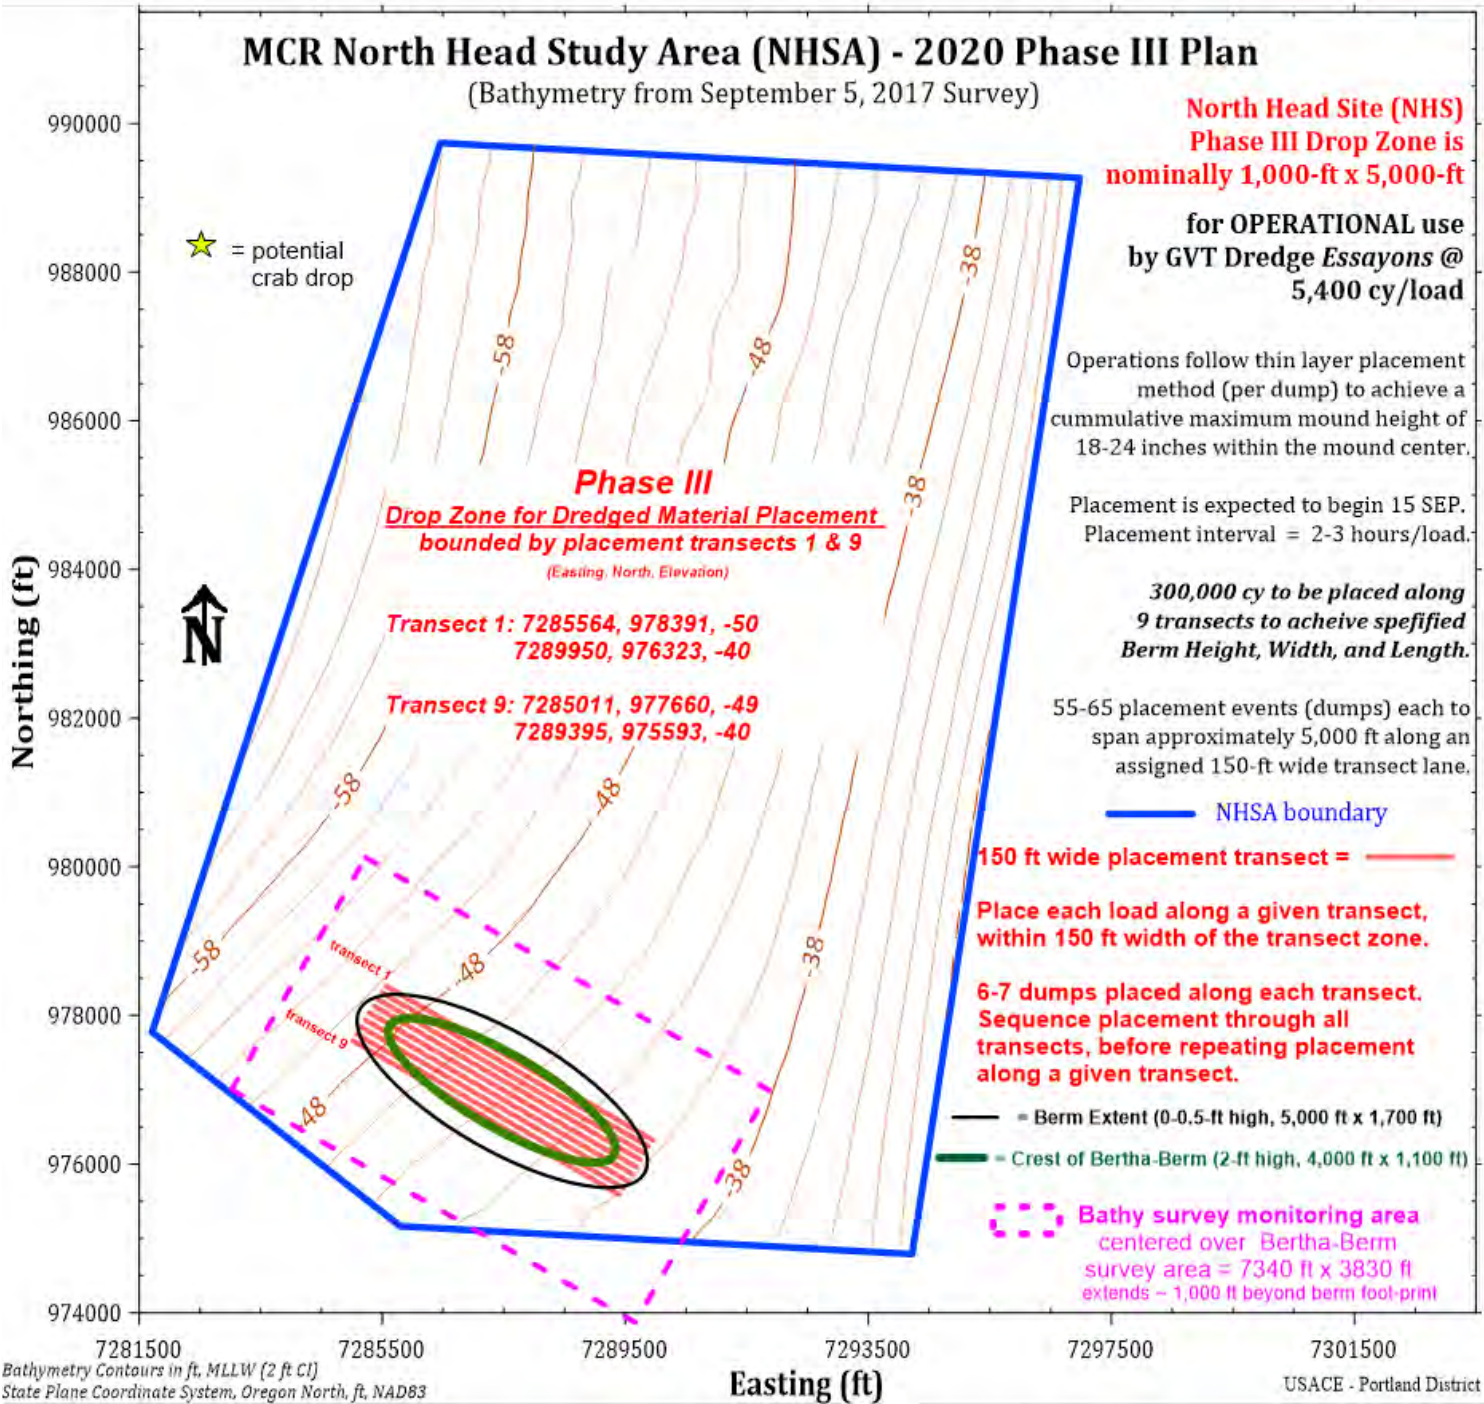 MCR North Head Study Area (NHSA) - 2020 Phase III Plan
(Bathymetry from September 5, 2017 Survey)
North Head Site (NHS)
Phase III Drop Zone is
nominally 1,000-ft x 5,000-ft
for OPERATIONAL use
by GVT Dredge Essayons @
5,400 cy/load
Operations follow thin layer placement
method (per dump) to achieve a
cummulative maximum mound height of
18-24 inches within the mound center.
Placement is expected to begin 15 SEP.
Placement interval = 2-3 hours/load.
300,000 cy to be placed along
9 transects to acheive spefified
Berm Height, Width, and Length.
55-65 placement events (dumps) each to
span approximately 5,000 ft along an
assigned 150-ft wide transect lane.
NHSA boundary
150 ft wide placement transect =
Place each load along a given transect,
within 150 ft width of the transect zone.
6-7 dumps placed along each transect.
Sequence placement through all
transects, before repeating placement
along a given transect.
= Berm Extent (0-0.5-ft high, 5,000 ft x 1,700 ft)
= Crest of Bertha-Berm (2-ft high, 4,000 ft x 1,100 ft)
Bathy survey monitoring area
centered over Bertha-Berm
survey area = 7340 ft x 3830 ft
extends ~ 1,000 ft beyond berm foot-print
= potential
crab drop
N
Phase III
Drop Zone for Dredged Material Placement
bounded by placement transects 1 & 9
(Easting, North, Elevation)
Transect 1: 7285564, 978391, -50
7289950, 976323, -40
Transect 9: 7285011, 977660, -49
7289395, 975593, -40
-58
-48
-38
-38
-58
-48
-58
-48
-38
-48
-38
transect 1
transect 9
Northing (ft)
990000
988000
986000
984000
982000
980000
978000
976000
974000
7281500
7285500
7289500
7293500
7297500
7301500
Easting (ft)
Bathymetry Contours in ft, MLLW (2 ft CI)
State Plane Coordinate System, Oregon North, ft, NAD83
USACE - Portland District